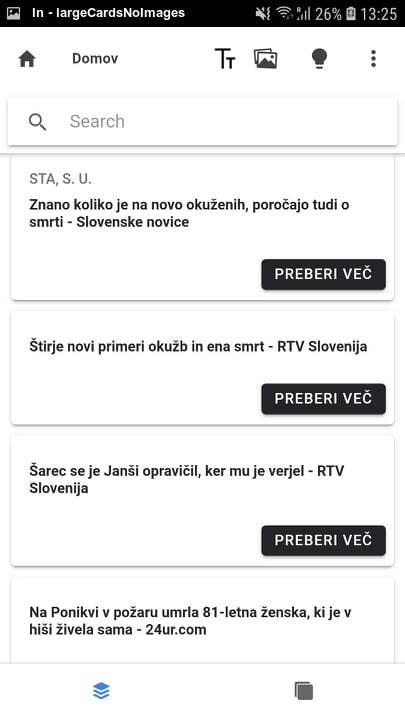 In - largeCardsNoImages
26% 13:25
Domov
Search
STA, S. U.
Znano koliko je na novo okuženih, poročajo tudi o
smrti - Slovenske novice
PREBERI VEČ
Štirje novi primeri okužb in ena smrt - RTV Slovenija
PREBERI VEČ
Šarec se je Janši opravičil, ker mu je verjel - RTV
Slovenija
PREBERI VEČ
Na Ponikvi v požaru umrla 81-letna ženska, ki je v
hiši živela sama - 24ur.com